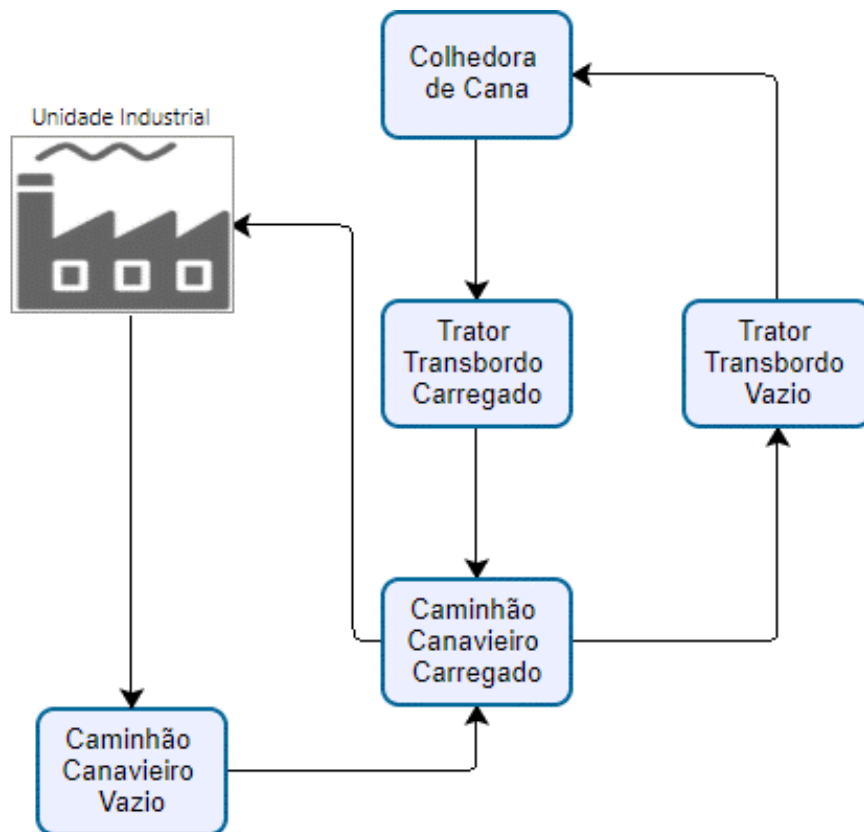 Colhedora
de Cana
Unidade Industrial
Trator
Transbordo
Carregado
Trator
Transbordo
Vazio
Caminhão
Canavieiro
Carregado
Caminhão
Canavieiro
Vazio